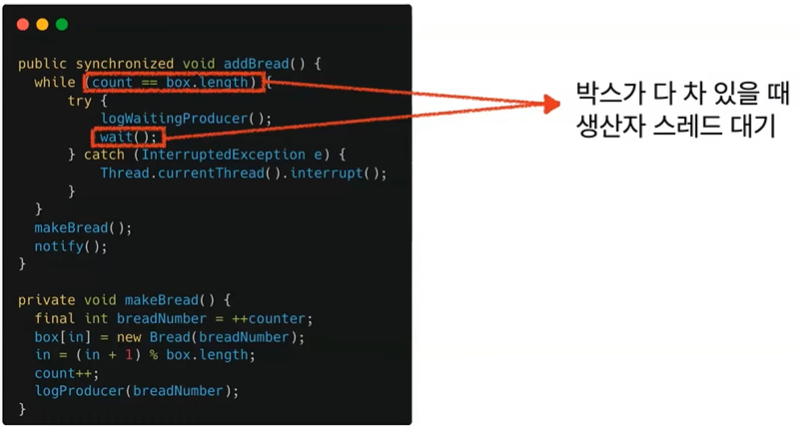 public synchronized void addBread() {
while (count == box.length) {
try {
logWaitingProducer();
wait();
} catch (InterruptedException e) {
Thread.currentThread().interrupt();
}
}
makeBread();
notify();
}
private void makeBread() {
final int breadNumber = ++counter;
box[in] = new Bread(breadNumber);
in = (in + 1) % box.length;
count++;
logProducer(breadNumber);
}
박스가 다 차 있을 때
생산자 스레드 대기